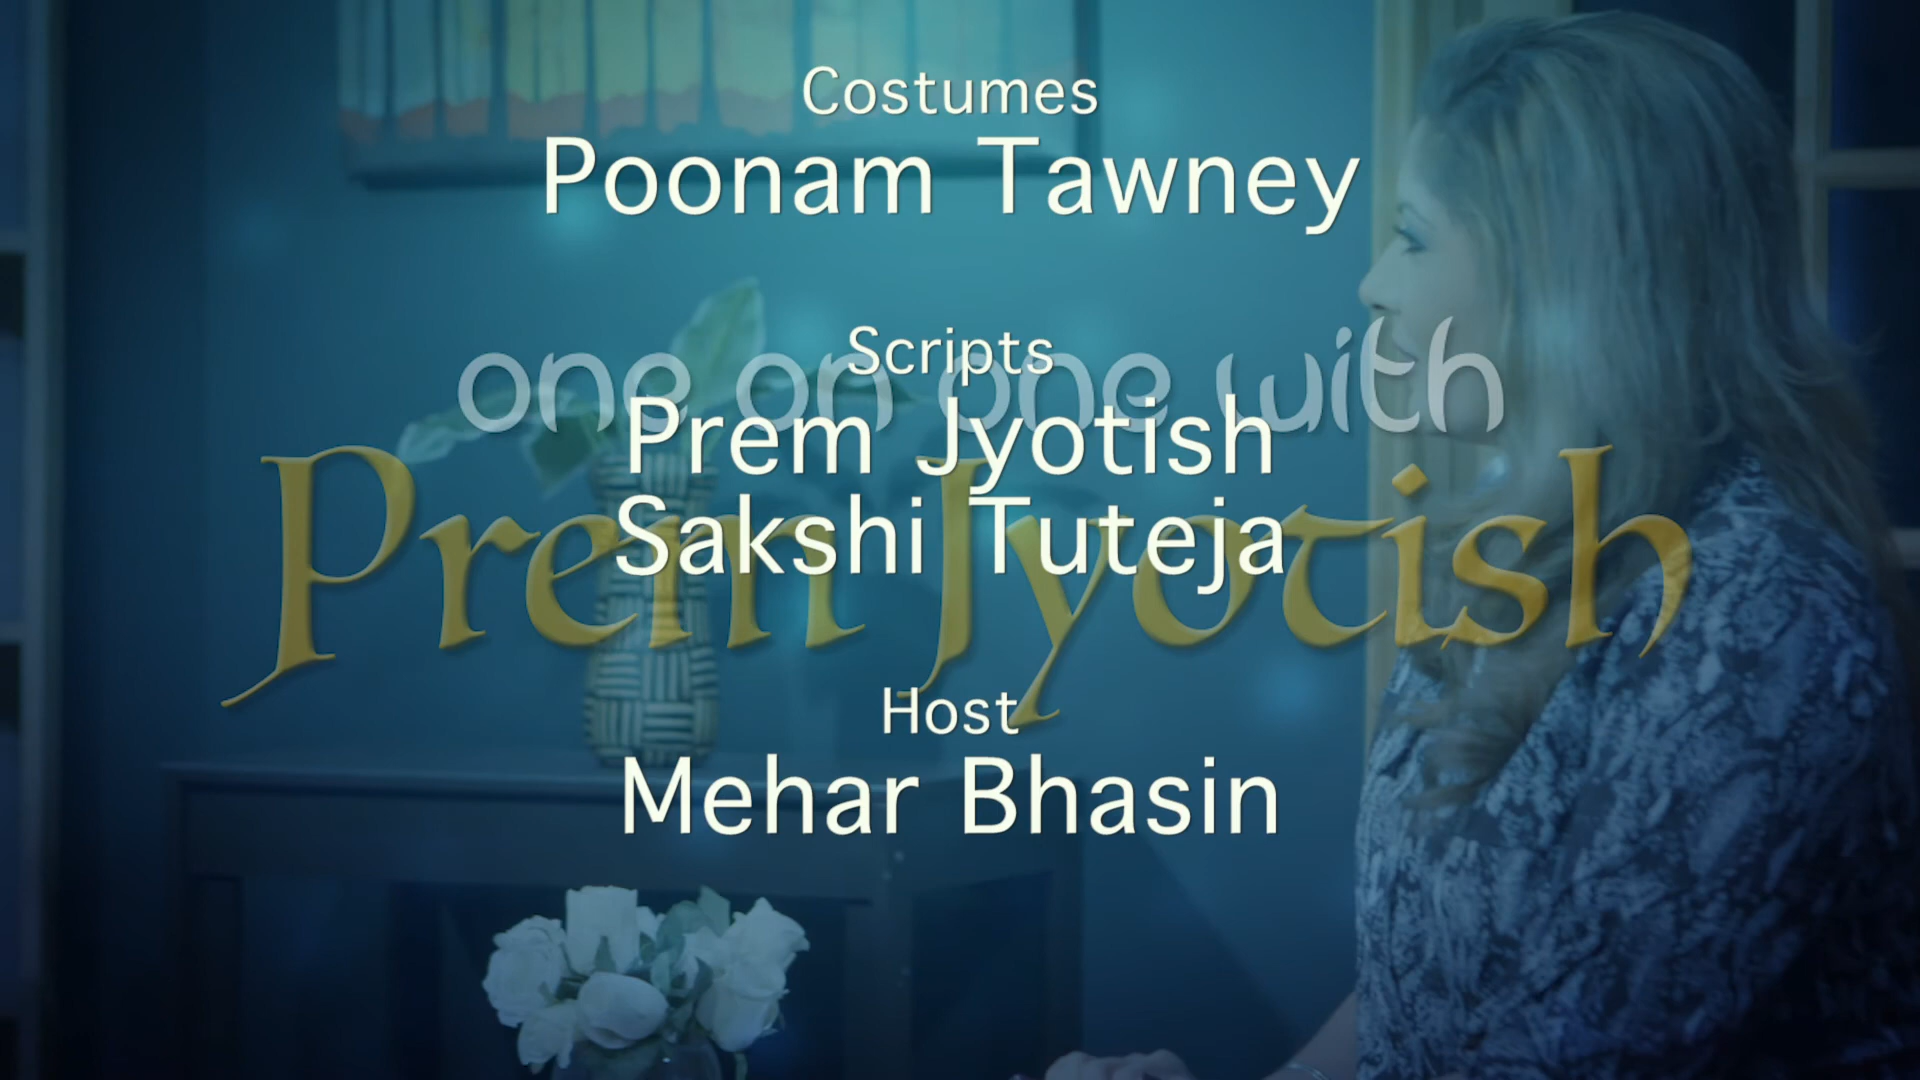 Costumes
Poonam Tawney
Scripts
one on one with
Prem Jyotish
Sakshi Tuteja
Prem Jyotish
Host
Mehar Bhasin